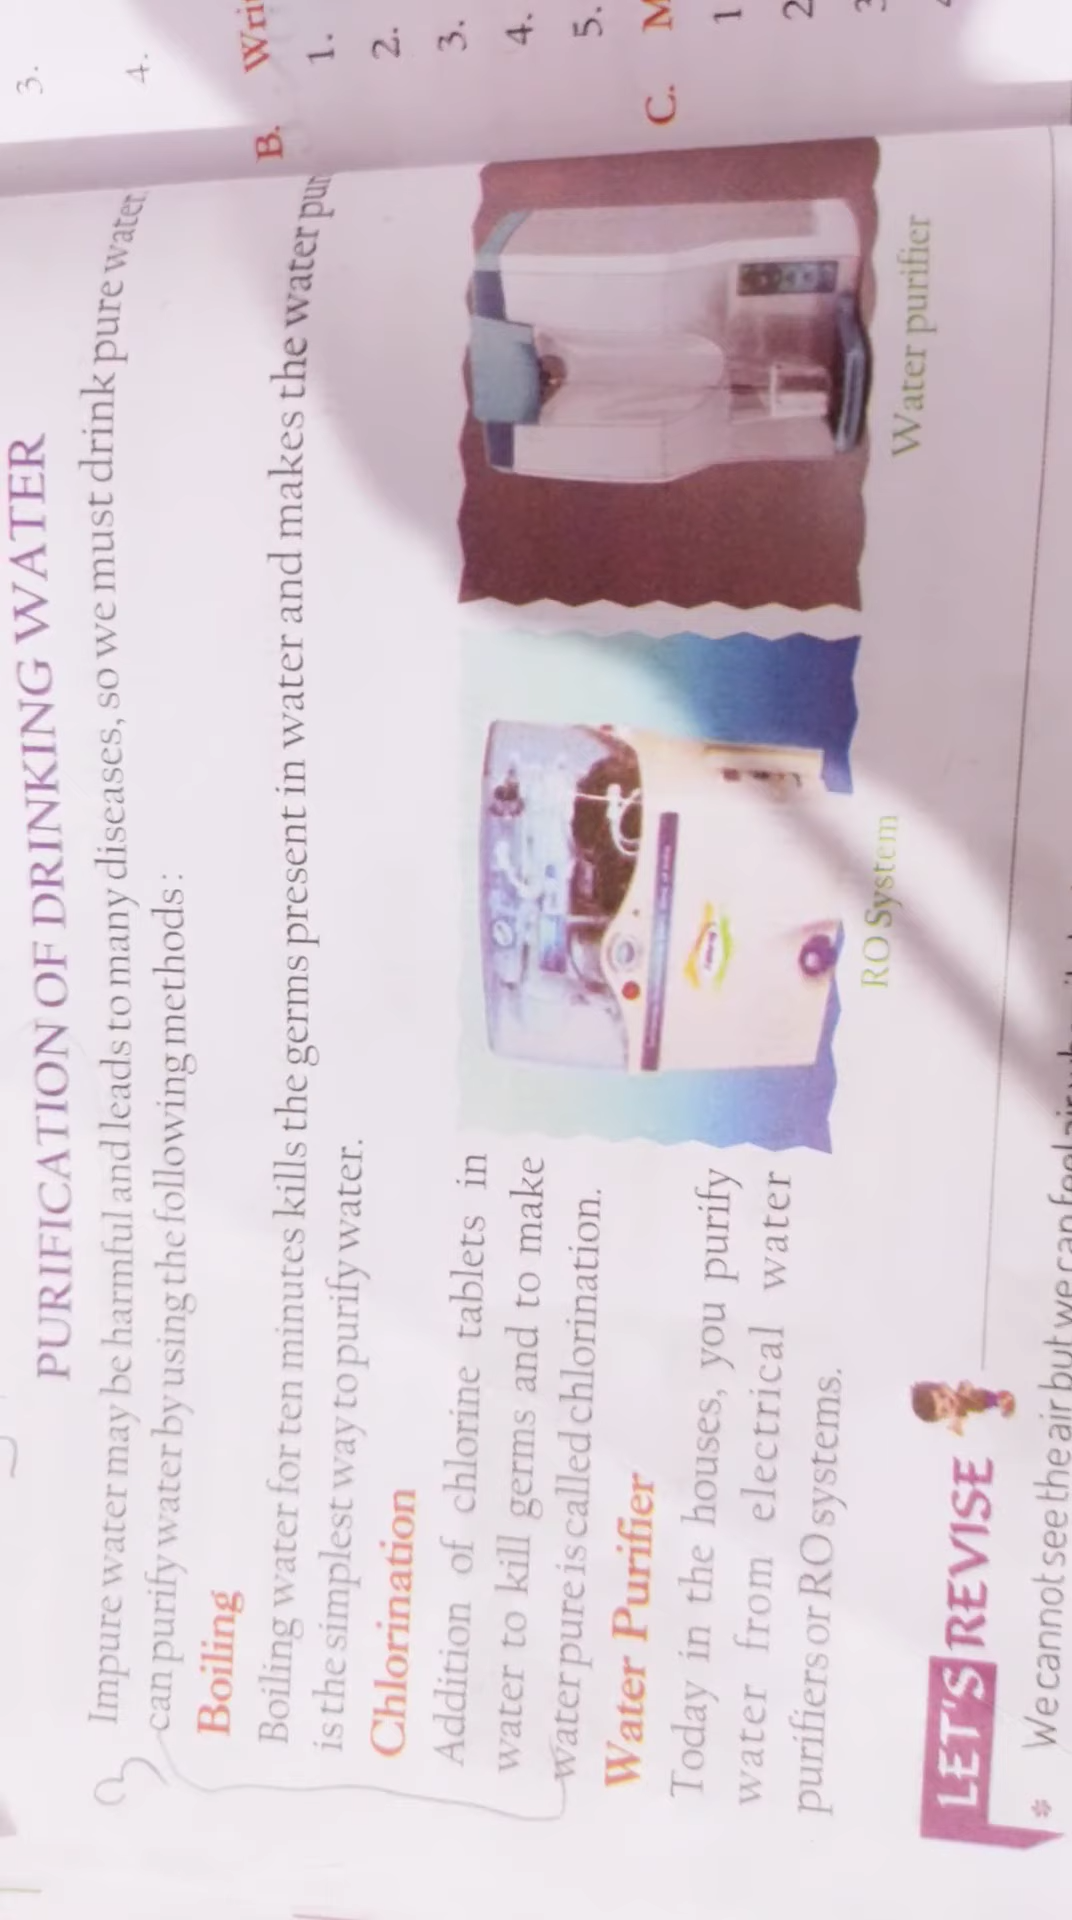 PURIFICATION OF DRINKING WATER
Impure water may be harmful and leads to many diseases, so we must drink pure water
can purify water by using the following methods :
Boiling
Boiling water for ten minutes kills the germs present in water and makes the water pur
is the simplest way to purify water.
Chlorination
Addition of chlorine tablets in
water to kill germs and to make
water pure is called chlorination.
Water Purifier
Today in the houses, you purify
water from electrical water
purifiers or RO systems.
RO System
Water purifier
LET'S REVISE
* We cannot see the air but we can feel air
3.
4.
B. Writ
1.
2.
3.
4.
5.
C. M
1
2
3